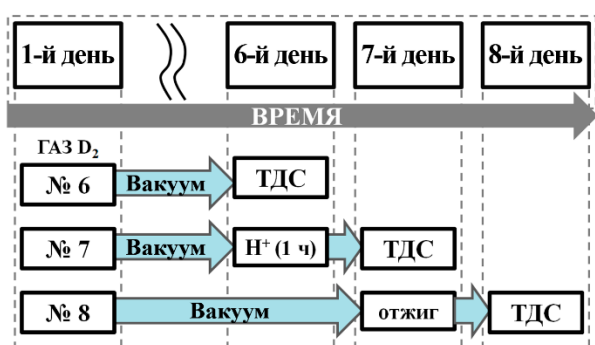 1-й день 6-й день 7-й день 8-й день
ВРЕМЯ
ГАЗ D₂
№ 6 Вакуум ТДС
№ 7 Вакуум H⁺ (1 ч) ТДС
№ 8 Вакуум отжиг ТДС